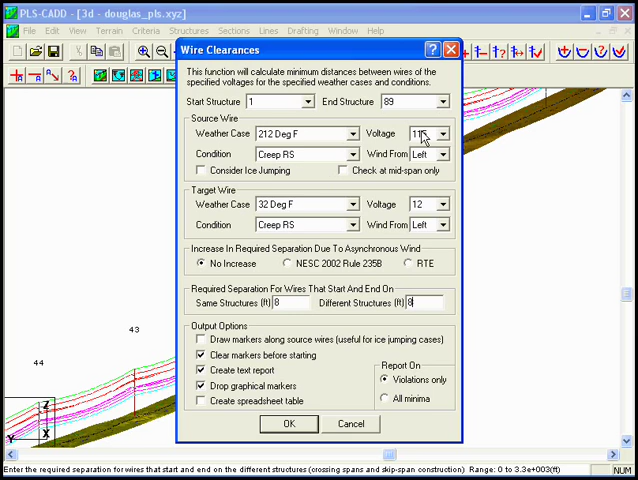 PLS-CADD - [3d - douglas_pls.xyz]
File Edit View Terrain Structures Sections Lines Drafting Window Help
Wire Clearances
This function will calculate minimum distances between wires of the
specified voltages for the specified weather cases and conditions.
Start Structure 1 End Structure 89
Source Wire
Weather Case 212 Deg F Voltage
Condition Creep RS Wind From Left
Consider Ice Jumping Check at mid-span only
Target Wire
Weather Case 32 Deg F Voltage 12
Condition Creep RS Wind From Left
Increase In Required Separation Due To Asynchronous Wind
No Increase NESC 2002 Rule 235B RTE
Required Separation For Wires That Start And End On
Same Structures (ft) 8 Different Structures (ft) 8
Output Options
Draw markers along source wires (useful for ice jumping cases)
Clear markers before starting
Create text report
Drop graphical markers
Create spreadsheet table
Report On
Violations only
All minima
OK Cancel
43
44
Z
Y X
Enter the required separation for wires that start and end on the different structures (crossing spans and skip-span construction) Range: 0 to 3.3e+003(ft)